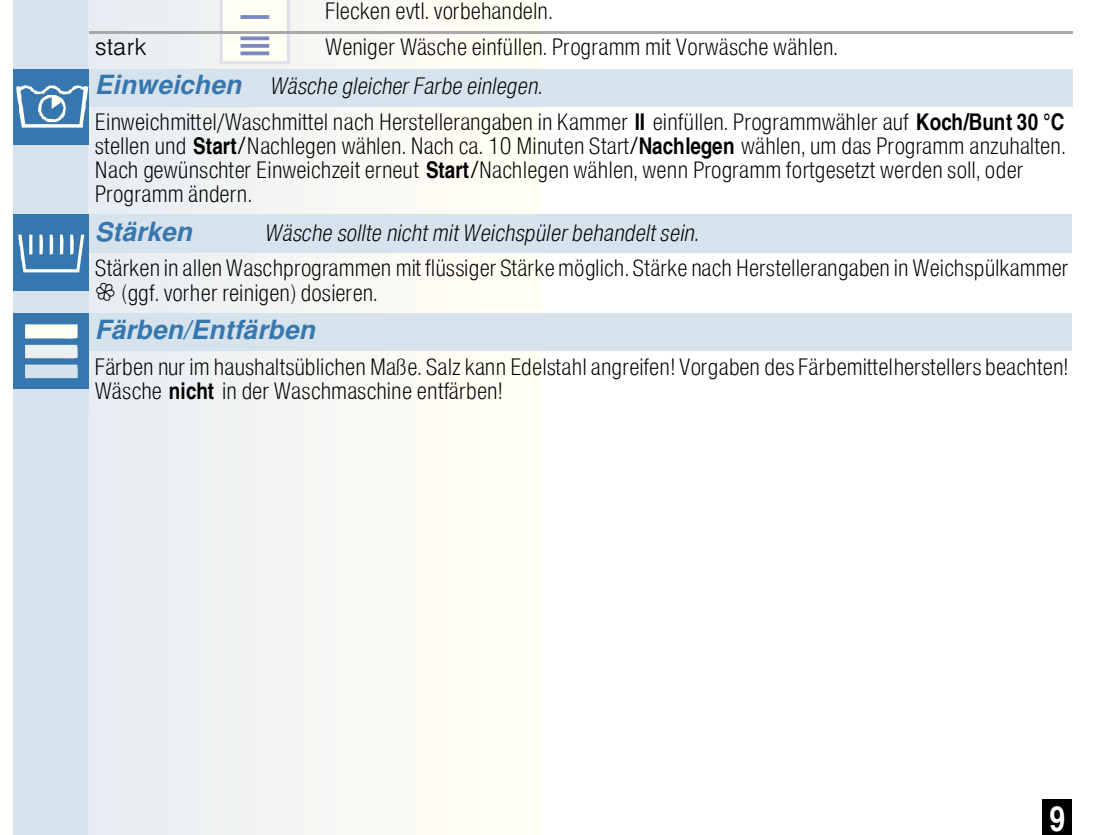 Flecken evtl. vorbehandeln.
stark Weniger Wäsche einfüllen. Programm mit Vorwäsche wählen.
Einweichen Wäsche gleicher Farbe einlegen.
Einweichmittel/Waschmittel nach Herstellerangaben in Kammer II einfüllen. Programmwähler auf Koch/Bunt 30 °C
stellen und Start/Nachlegen wählen. Nach ca. 10 Minuten Start/Nachlegen wählen, um das Programm anzuhalten.
Nach gewünschter Einweichzeit erneut Start/Nachlegen wählen, wenn Programm fortgesetzt werden soll, oder
Programm ändern.
Stärken Wäsche sollte nicht mit Weichspüler behandelt sein.
Stärken in allen Waschprogrammen mit flüssiger Stärke möglich. Stärke nach Herstellerangaben in Weichspülkammer
(ggf. vorher reinigen) dosieren.
Färben/Entfärben
Färben nur im haushaltsüblichen Maße. Salz kann Edelstahl angreifen! Vorgaben des Färbemittelherstellers beachten!
Wäsche nicht in der Waschmaschine entfärben!
9